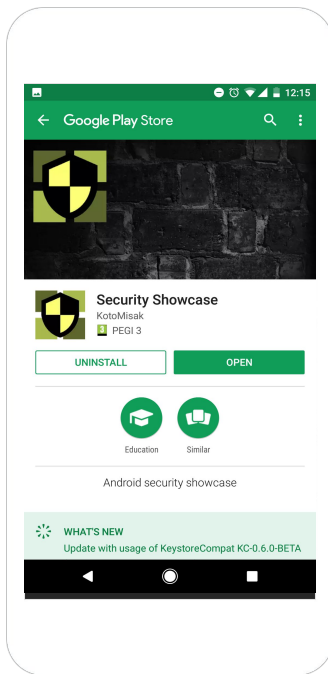 12:15
Google Play Store
Security Showcase
KotoMisak
3 PEGI 3
UNINSTALL
OPEN
Education
Similar
Android security showcase
WHAT'S NEW
Update with usage of KeystoreCompat KC-0.6.0-BETA